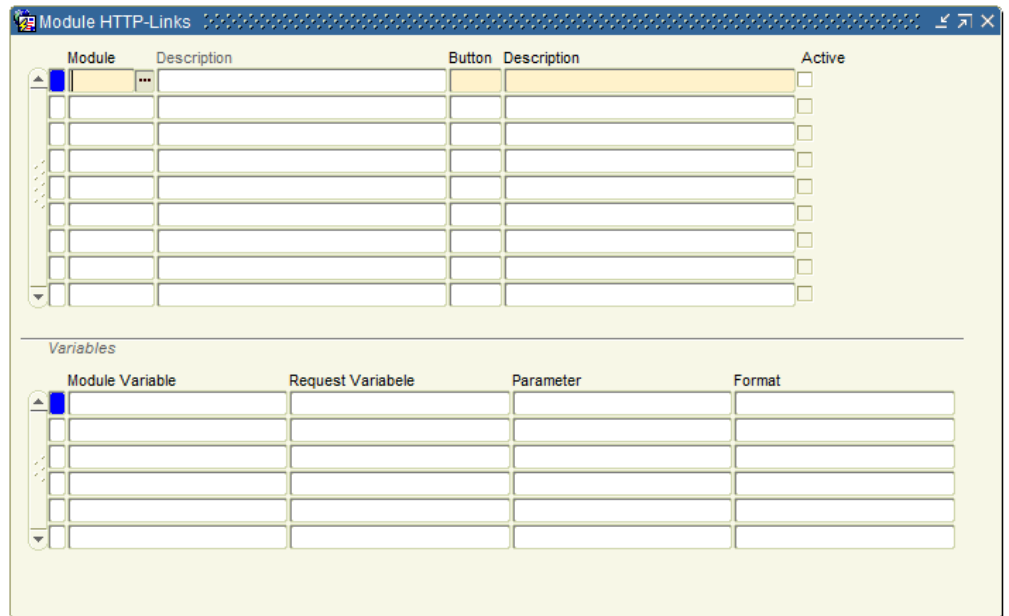 Module HTTP-Links
Module Description Button Description Active
...
Variables
Module Variable Request Variabele Parameter Format